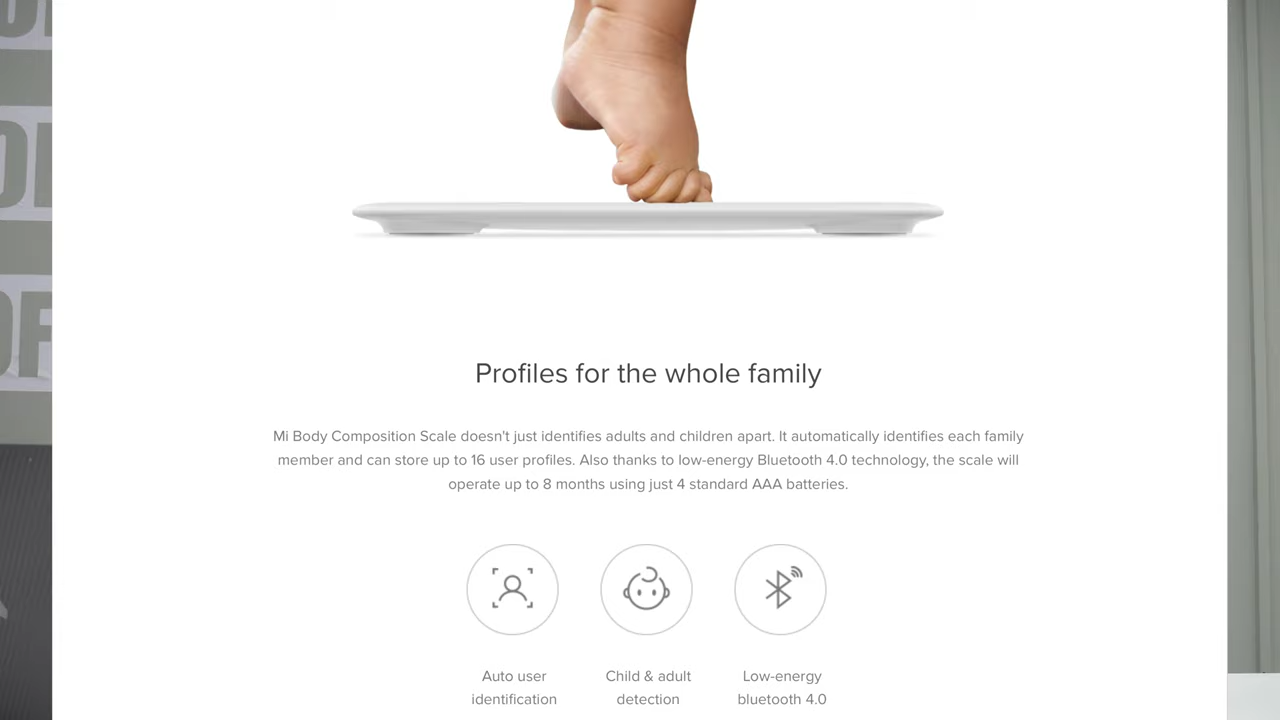 Profiles for the whole family
Mi Body Composition Scale doesn't just identifies adults and children apart. It automatically identifies each family
member and can store up to 16 user profiles. Also thanks to low-energy Bluetooth 4.0 technology, the scale will
operate up to 8 months using just 4 standard AAA batteries.
Auto user
identification
Child & adult
detection
Low-energy
bluetooth 4.0